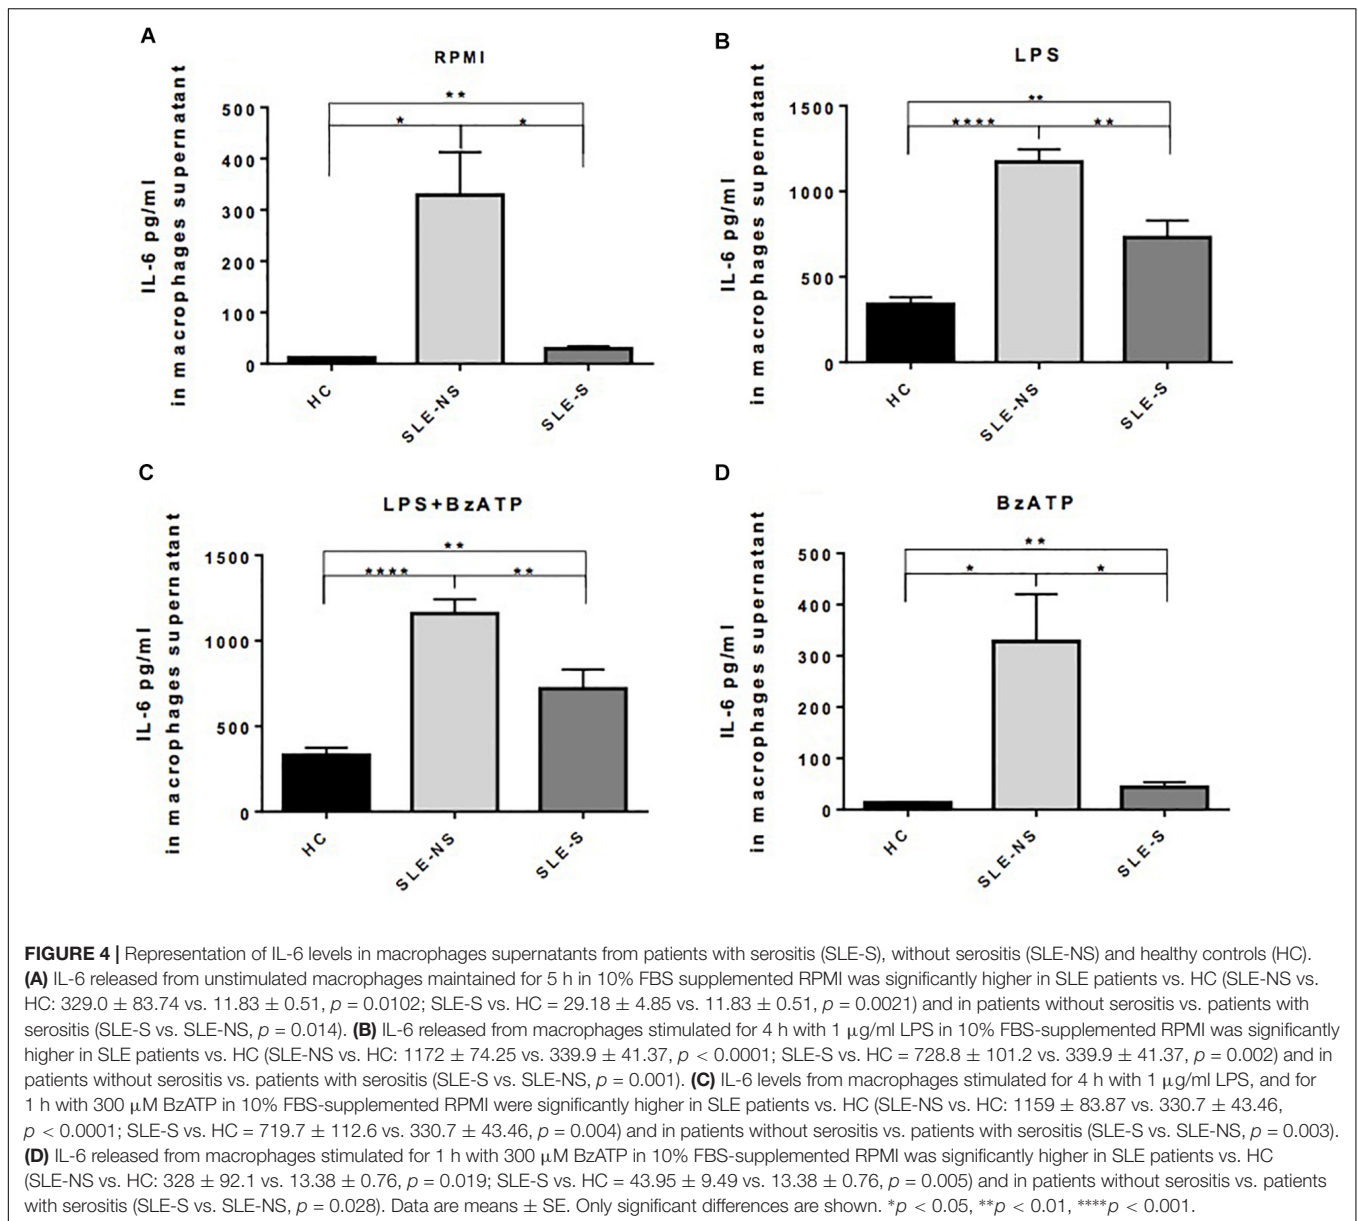 A
RPMI
IL-6 pg/ml
in macrophages supernatant
500
400
300
200
100
0
**
*
*
HC
SLE-NS
SLE-S
B
LPS
IL-6 pg/ml
in macrophages supernatant
1500
1000
500
0
**
****
**
HC
SLE-NS
SLE-S
C
LPS+BzATP
IL-6 pg/ml
in macrophages supernatant
1500
1000
500
0
**
****
**
HC
SLE-NS
SLE-S
D
BzATP
IL-6 pg/ml
in macrophages supernatant
500
400
300
200
100
0
**
*
*
HC
SLE-NS
SLE-S
FIGURE 4 | Representation of IL-6 levels in macrophages supernatants from patients with serositis (SLE-S), without serositis (SLE-NS) and healthy controls (HC).
(A) IL-6 released from unstimulated macrophages maintained for 5 h in 10% FBS supplemented RPMI was significantly higher in SLE patients vs. HC (SLE-NS vs.
HC: 329.0 ± 83.74 vs. 11.83 ± 0.51, p = 0.0102; SLE-S vs. HC = 29.18 ± 4.85 vs. 11.83 ± 0.51, p = 0.0021) and in patients without serositis vs. patients with
serositis (SLE-S vs. SLE-NS, p = 0.014). (B) IL-6 released from macrophages stimulated for 4 h with 1 μg/ml LPS in 10% FBS-supplemented RPMI was significantly
higher in SLE patients vs. HC (SLE-NS vs. HC: 1172 ± 74.25 vs. 339.9 ± 41.37, p < 0.0001; SLE-S vs. HC = 728.8 ± 101.2 vs. 339.9 ± 41.37, p = 0.002) and in
patients without serositis vs. patients with serositis (SLE-S vs. SLE-NS, p = 0.001). (C) IL-6 levels from macrophages stimulated for 4 h with 1 μg/ml LPS, and for
1 h with 300 μM BzATP in 10% FBS-supplemented RPMI were significantly higher in SLE patients vs. HC (SLE-NS vs. HC: 1159 ± 83.87 vs. 330.7 ± 43.46,
p < 0.0001; SLE-S vs. HC = 719.7 ± 112.6 vs. 330.7 ± 43.46, p = 0.004) and in patients without serositis vs. patients with serositis (SLE-S vs. SLE-NS, p = 0.003).
(D) IL-6 released from macrophages stimulated for 1 h with 300 μM BzATP in 10% FBS-supplemented RPMI was significantly higher in SLE patients vs. HC
(SLE-NS vs. HC: 328 ± 92.1 vs. 13.38 ± 0.76, p = 0.019; SLE-S vs. HC = 43.95 ± 9.49 vs. 13.38 ± 0.76, p = 0.005) and in patients without serositis vs. patients
with serositis (SLE-S vs. SLE-NS, p = 0.028). Data are means ± SE. Only significant differences are shown. *p < 0.05, **p < 0.01, ****p < 0.001.